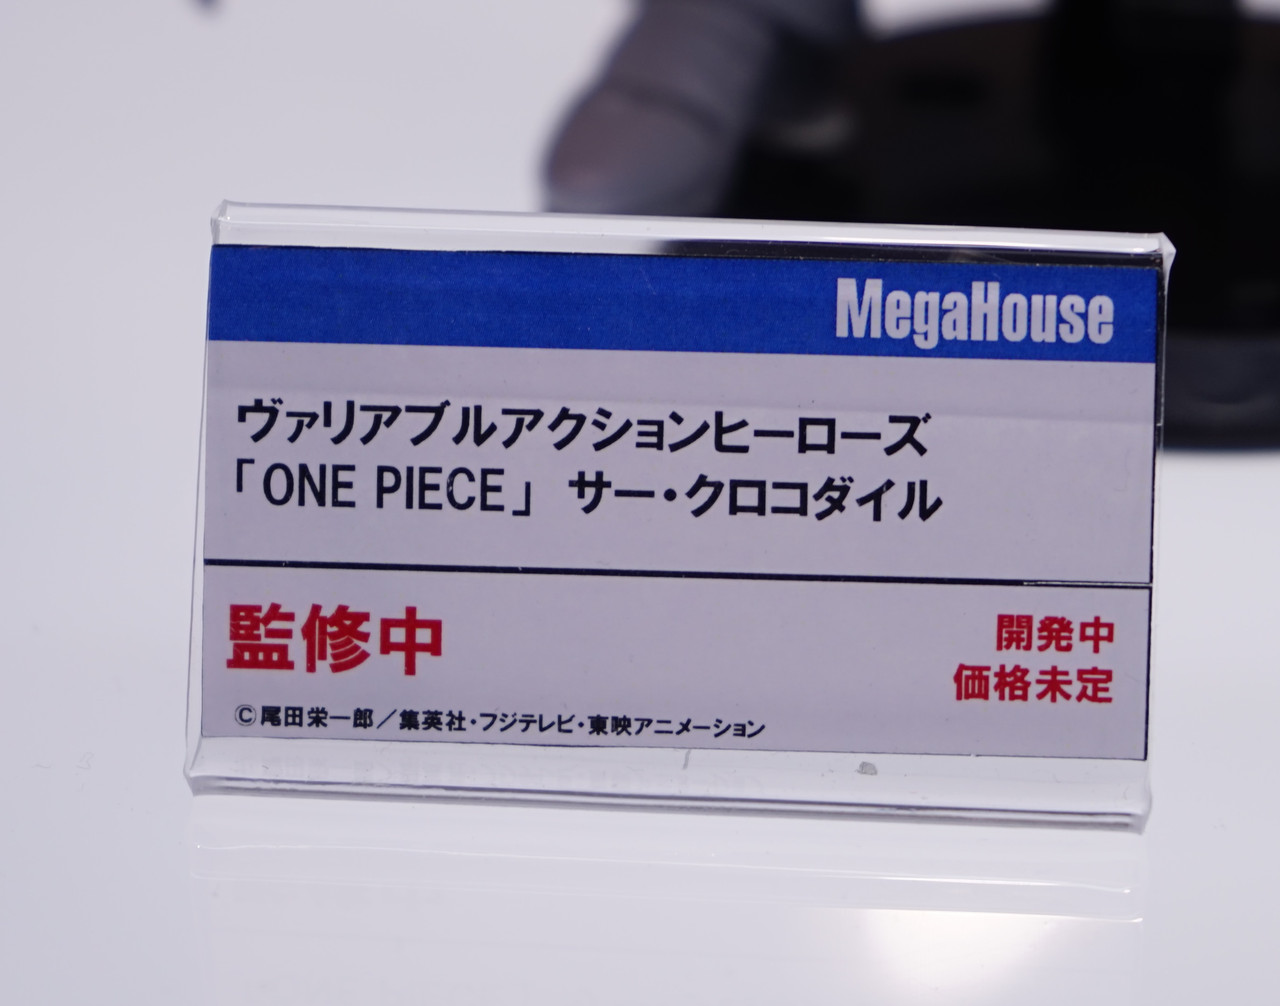 MegaHouse
ヴァリアブルアクションヒーローズ
「ONE PIECE」 サー・クロコダイル
監修中
開発中
価格未定
©尾田栄一郎／集英社・フジテレビ・東映アニメーション